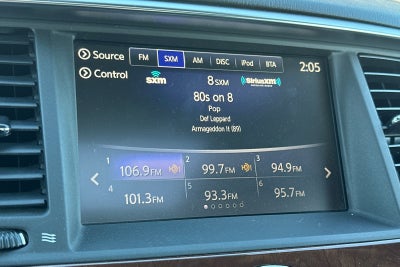 Source FM SXM AM DISC iPod BTA 2:05
Control
sxm 8 SXM SiriusXM
80s on 8
Pop
Def Leppard
Armageddon It (89)
1 106.9FM HD 2 99.7FM HD 3 94.9FM
4 101.3FM 5 93.3FM 6 95.7FM